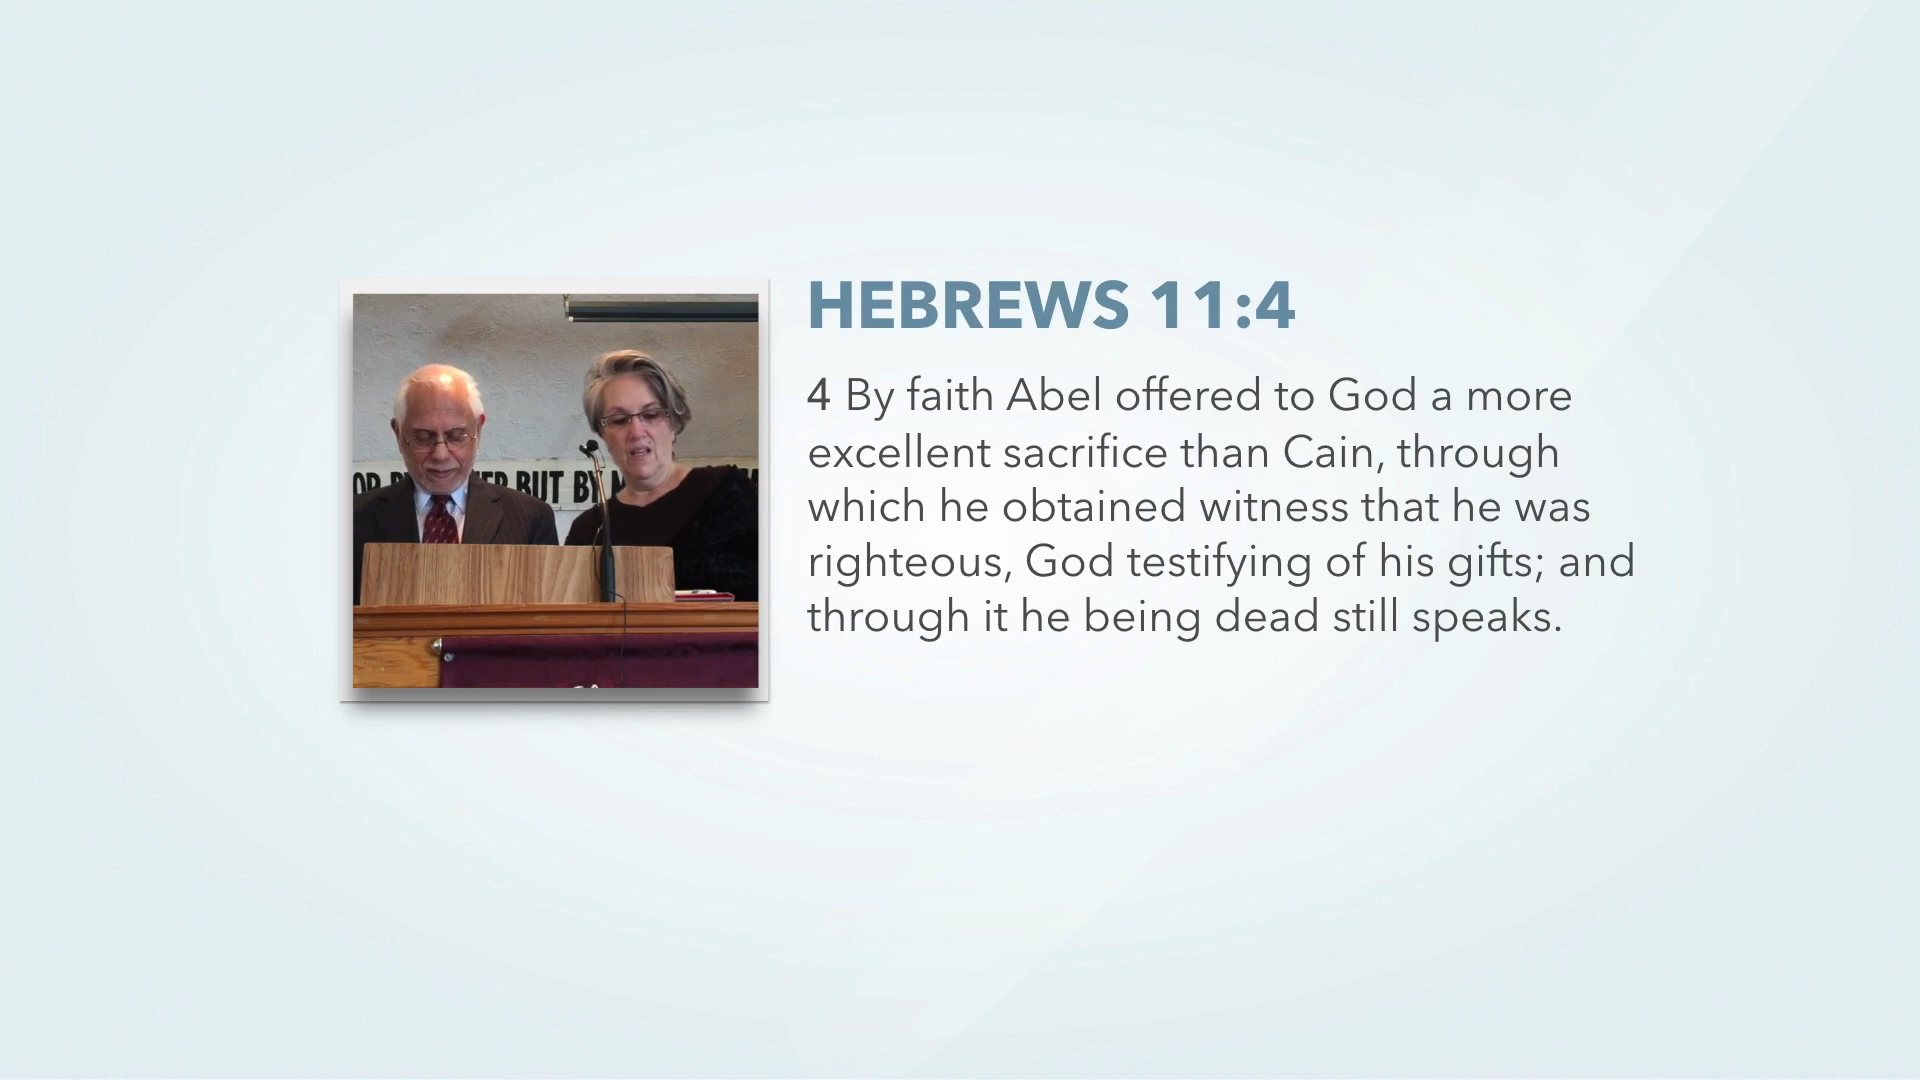 HEBREWS 11:4
4 By faith Abel offered to God a more
excellent sacrifice than Cain, through
which he obtained witness that he was
righteous, God testifying of his gifts; and
through it he being dead still speaks.
BUT BY